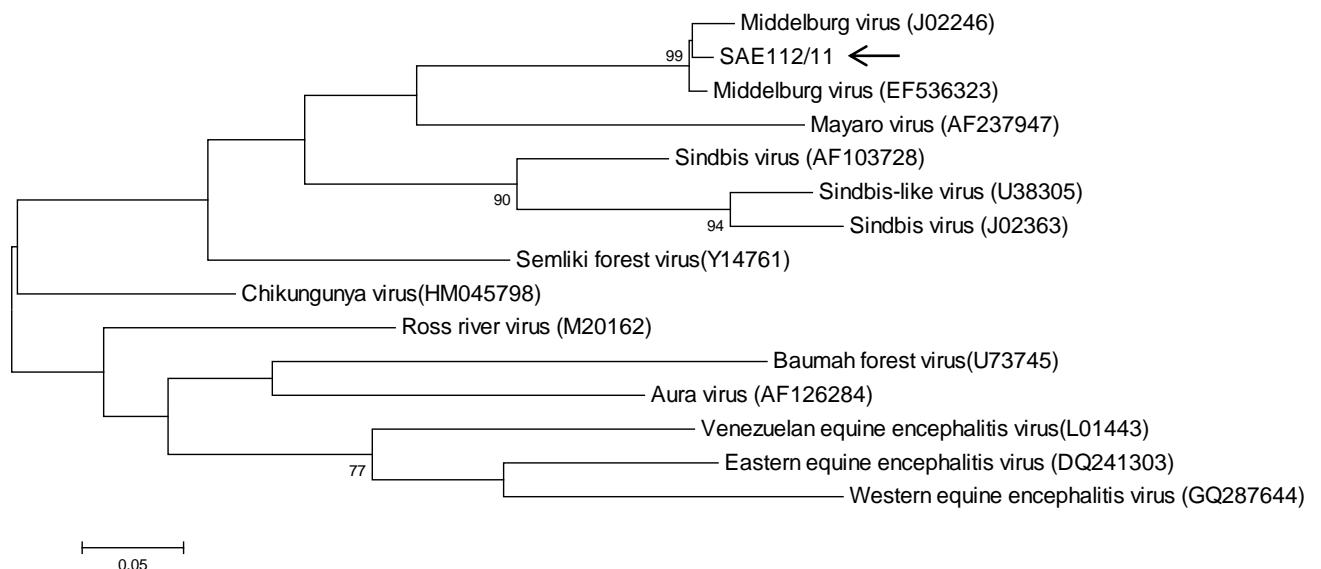 Middelburg virus (J02246)
99
SAE112/11
Middelburg virus (EF536323)
Mayaro virus (AF237947)
Sindbis virus (AF103728)
90
Sindbis-like virus (U38305)
94
Sindbis virus (J02363)
Semliki forest virus(Y14761)
Chikungunya virus(HM045798)
Ross river virus (M20162)
Baumah forest virus(U73745)
Aura virus (AF126284)
Venezuelan equine encephalitis virus(L01443)
77
Eastern equine encephalitis virus (DQ241303)
Western equine encephalitis virus (GQ287644)
0.05